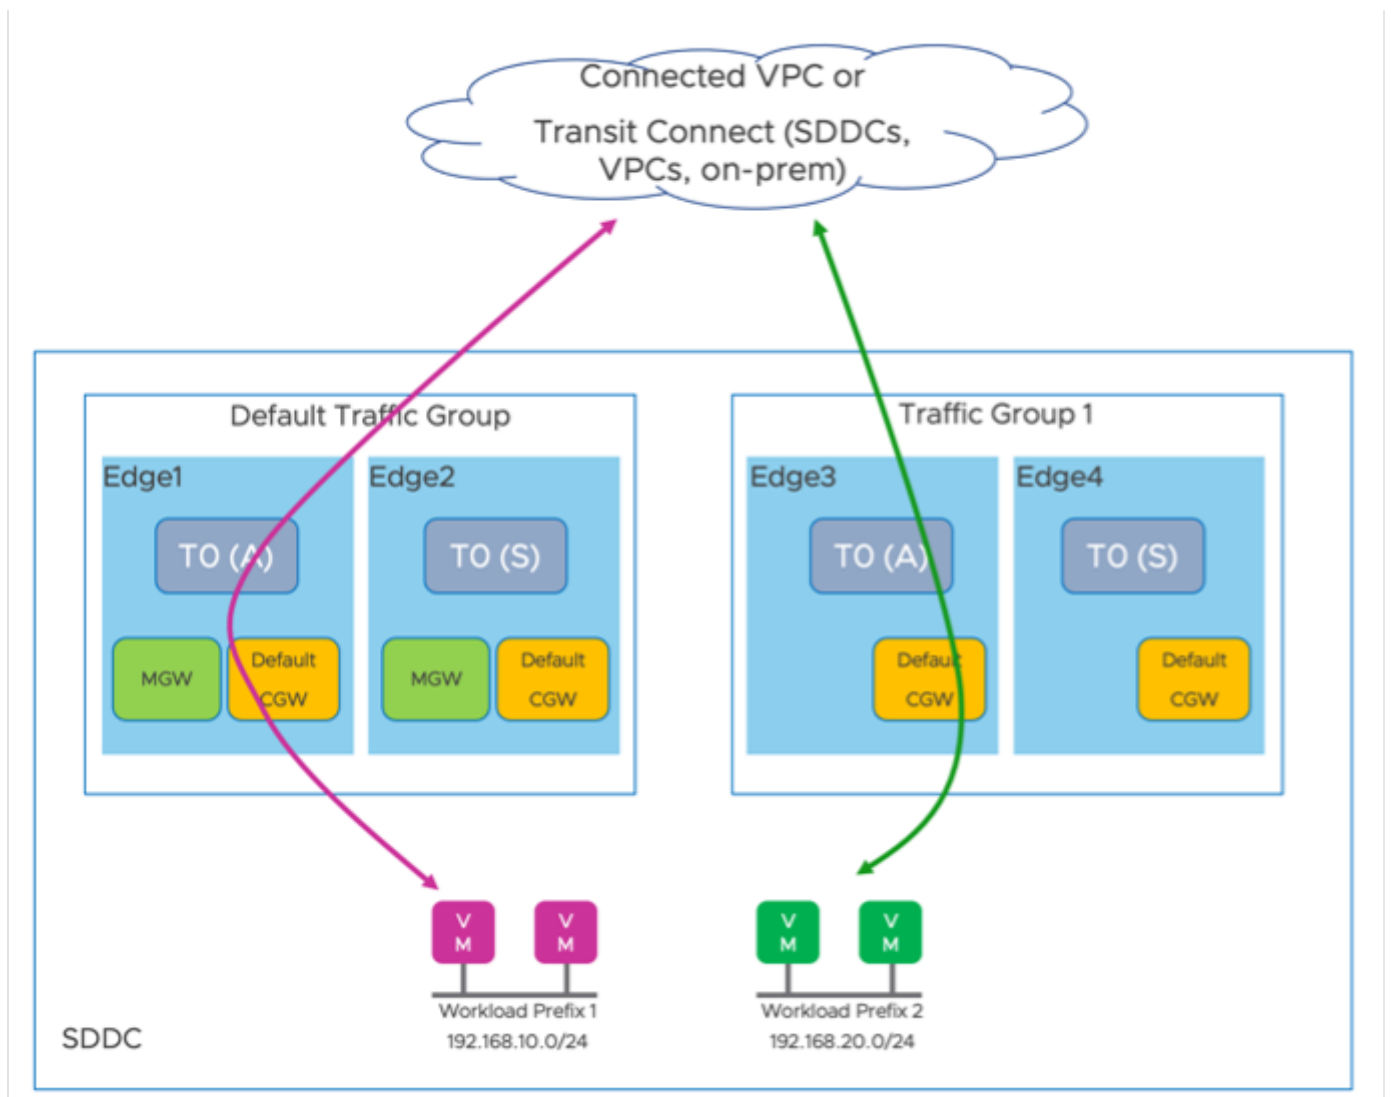 Connected VPC or
Transit Connect (SDDCs,
VPCs, on-prem)
Default Traffic Group
Traffic Group 1
Edge1
Edge2
Edge3
Edge4
T0 (A)
T0 (S)
T0 (A)
T0 (S)
MGW
Default
CGW
MGW
Default
CGW
Default
CGW
Default
CGW
V
M
V
M
V
M
V
M
Workload Prefix 1
192.168.10.0/24
Workload Prefix 2
192.168.20.0/24
SDDC